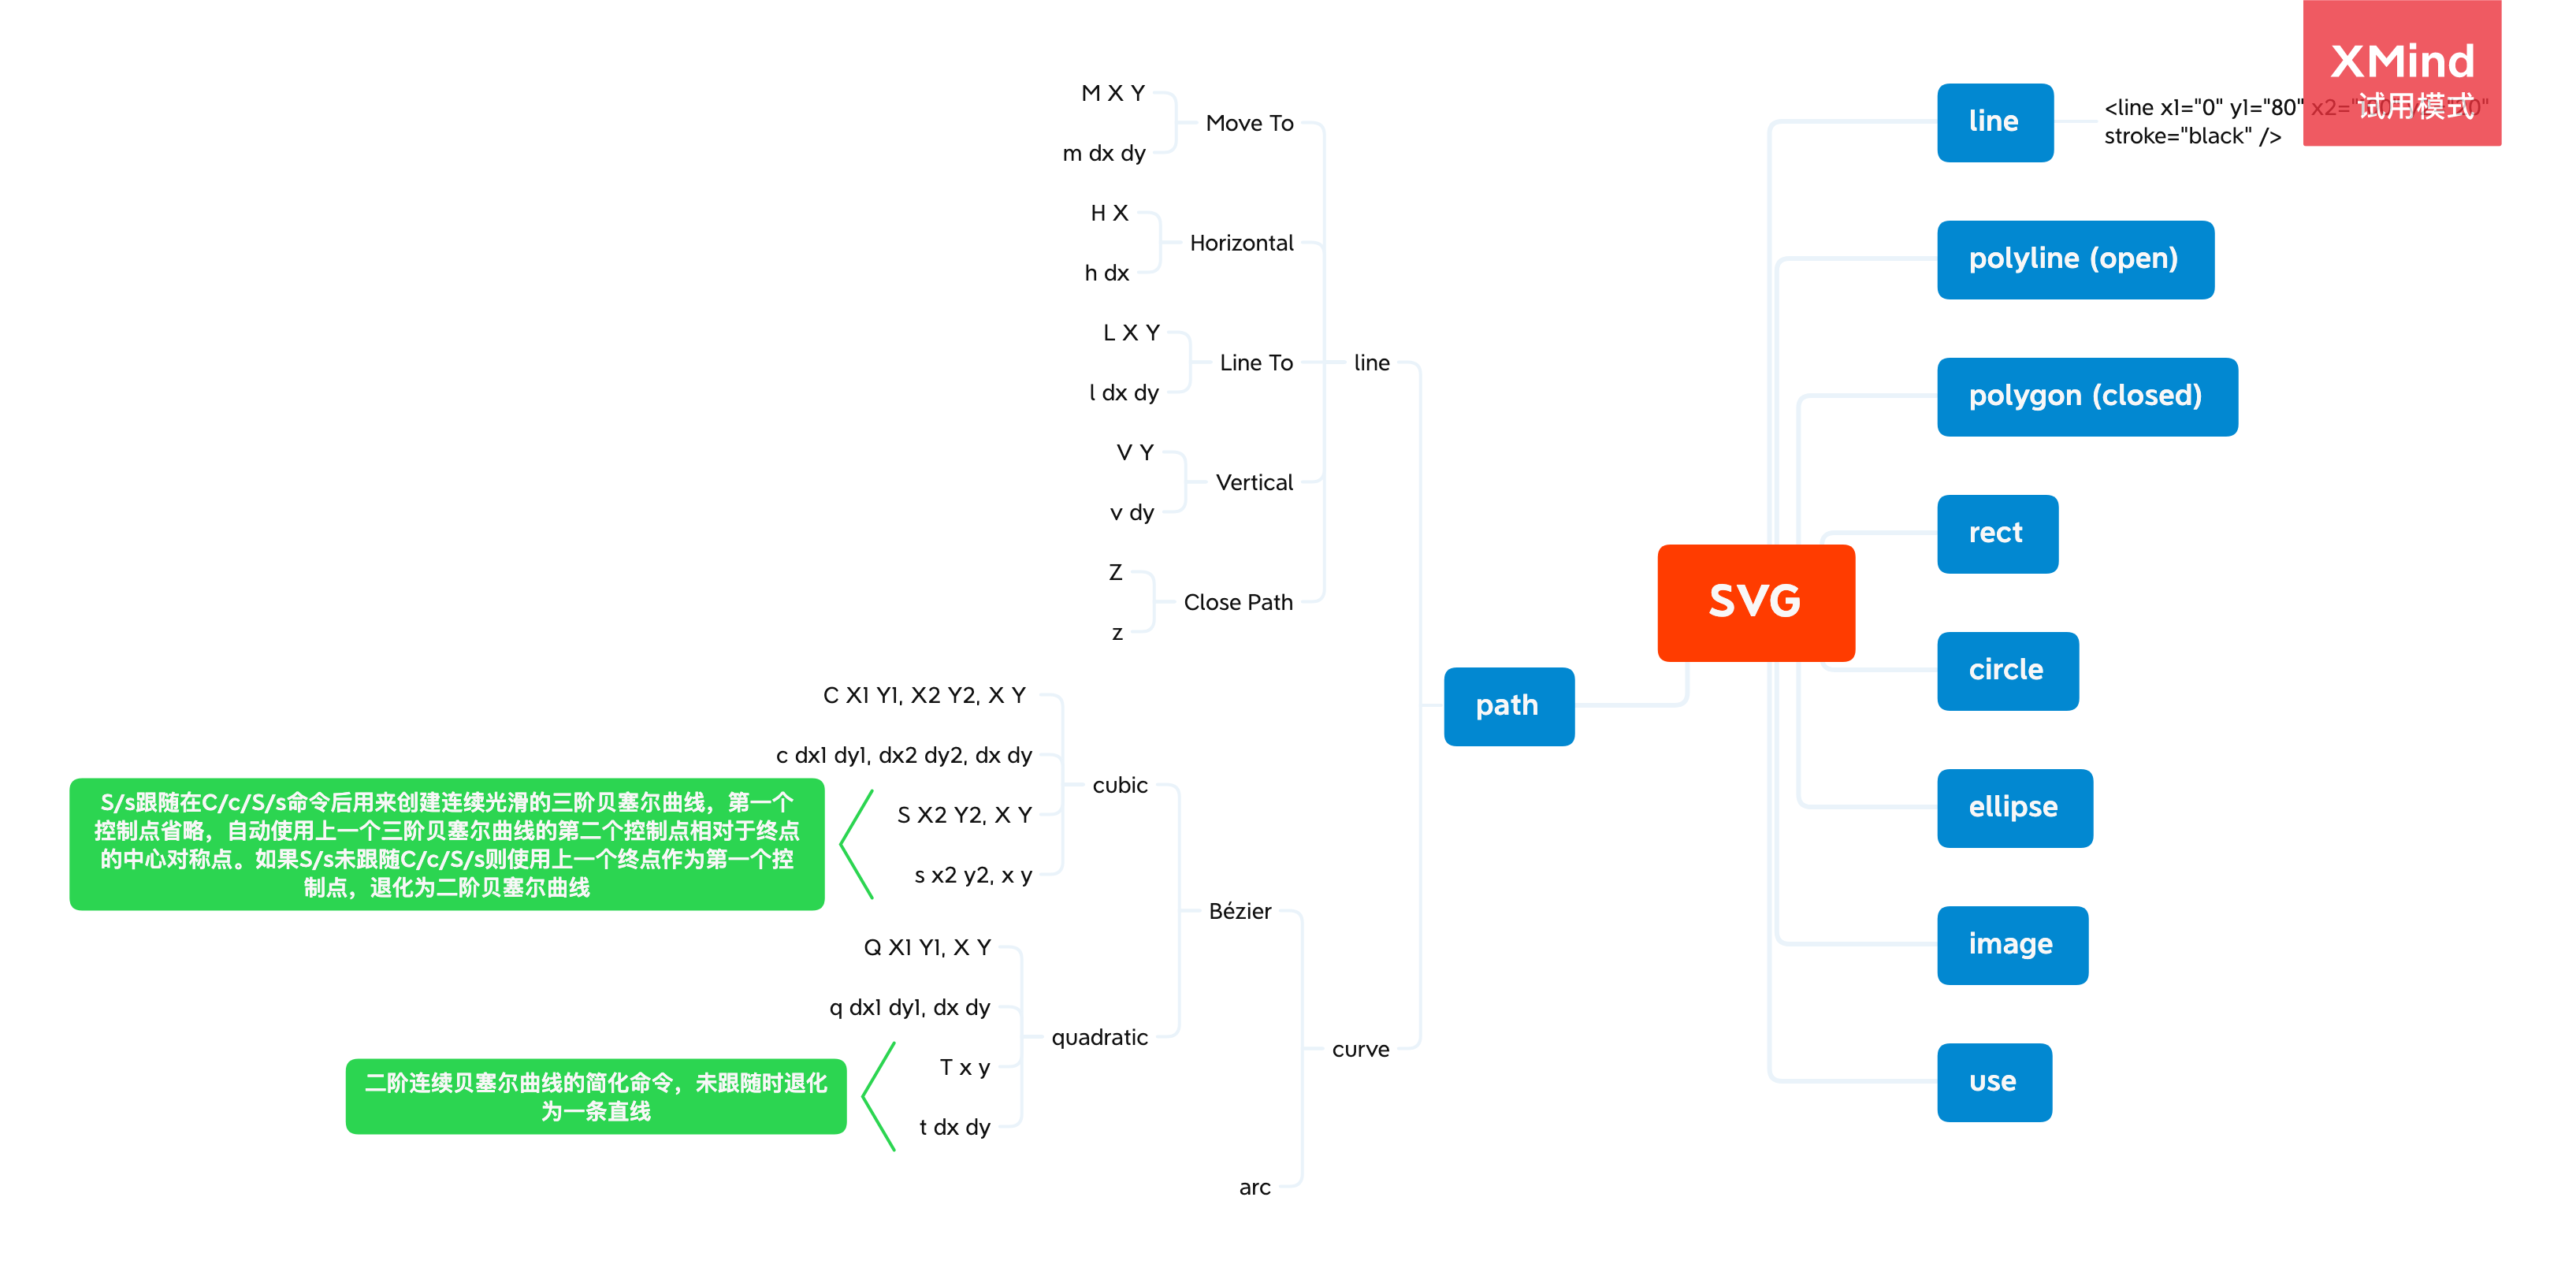 XMind
试用模式
SVG
line
<line x1="0" y1="80" x2="
stroke="black" />
polyline (open)
polygon (closed)
rect
circle
ellipse
image
use
path
line
Move To
M X Y
m dx dy
Horizontal
H X
h dx
Line To
L X Y
l dx dy
Vertical
V Y
v dy
Close Path
Z
z
curve
Bézier
cubic
C X1 Y1, X2 Y2, X Y
c dx1 dy1, dx2 dy2, dx dy
S X2 Y2, X Y
s x2 y2, x y
S/s跟随在C/c/S/s命令后用来创建连续光滑的三阶贝塞尔曲线，第一个
控制点省略，自动使用上一个三阶贝塞尔曲线的第二个控制点相对于终点
的中心对称点。如果S/s未跟随C/c/S/s则使用上一个终点作为第一个控
制点，退化为二阶贝塞尔曲线
quadratic
Q X1 Y1, X Y
q dx1 dy1, dx dy
T x y
t dx dy
二阶连续贝塞尔曲线的简化命令，未跟随时退化
为一条直线
arc